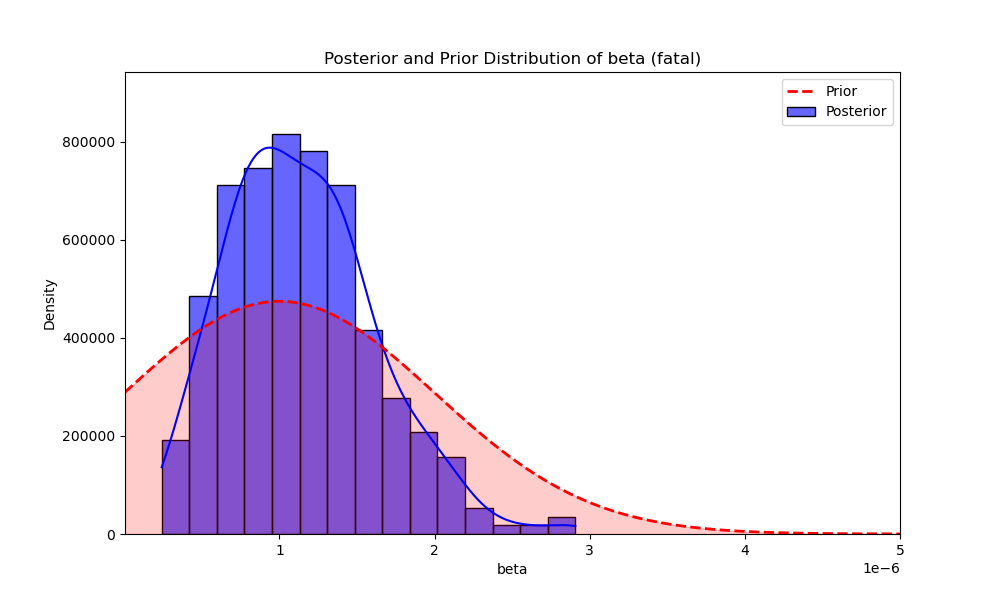 Posterior and Prior Distribution of beta (fatal)
Prior
Posterior
Density
800000
600000
400000
200000
0
1
2
3
4
5
1e−6
beta